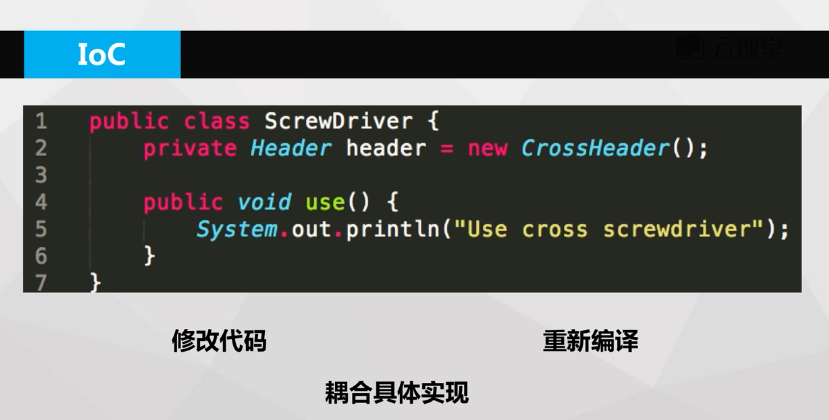 IoC
云课堂
1 public class ScrewDriver {
2     private Header header = new CrossHeader();
3
4     public void use() {
5         System.out.println("Use cross screwdriver");
6     }
7 }
修改代码 重新编译
耦合具体实现